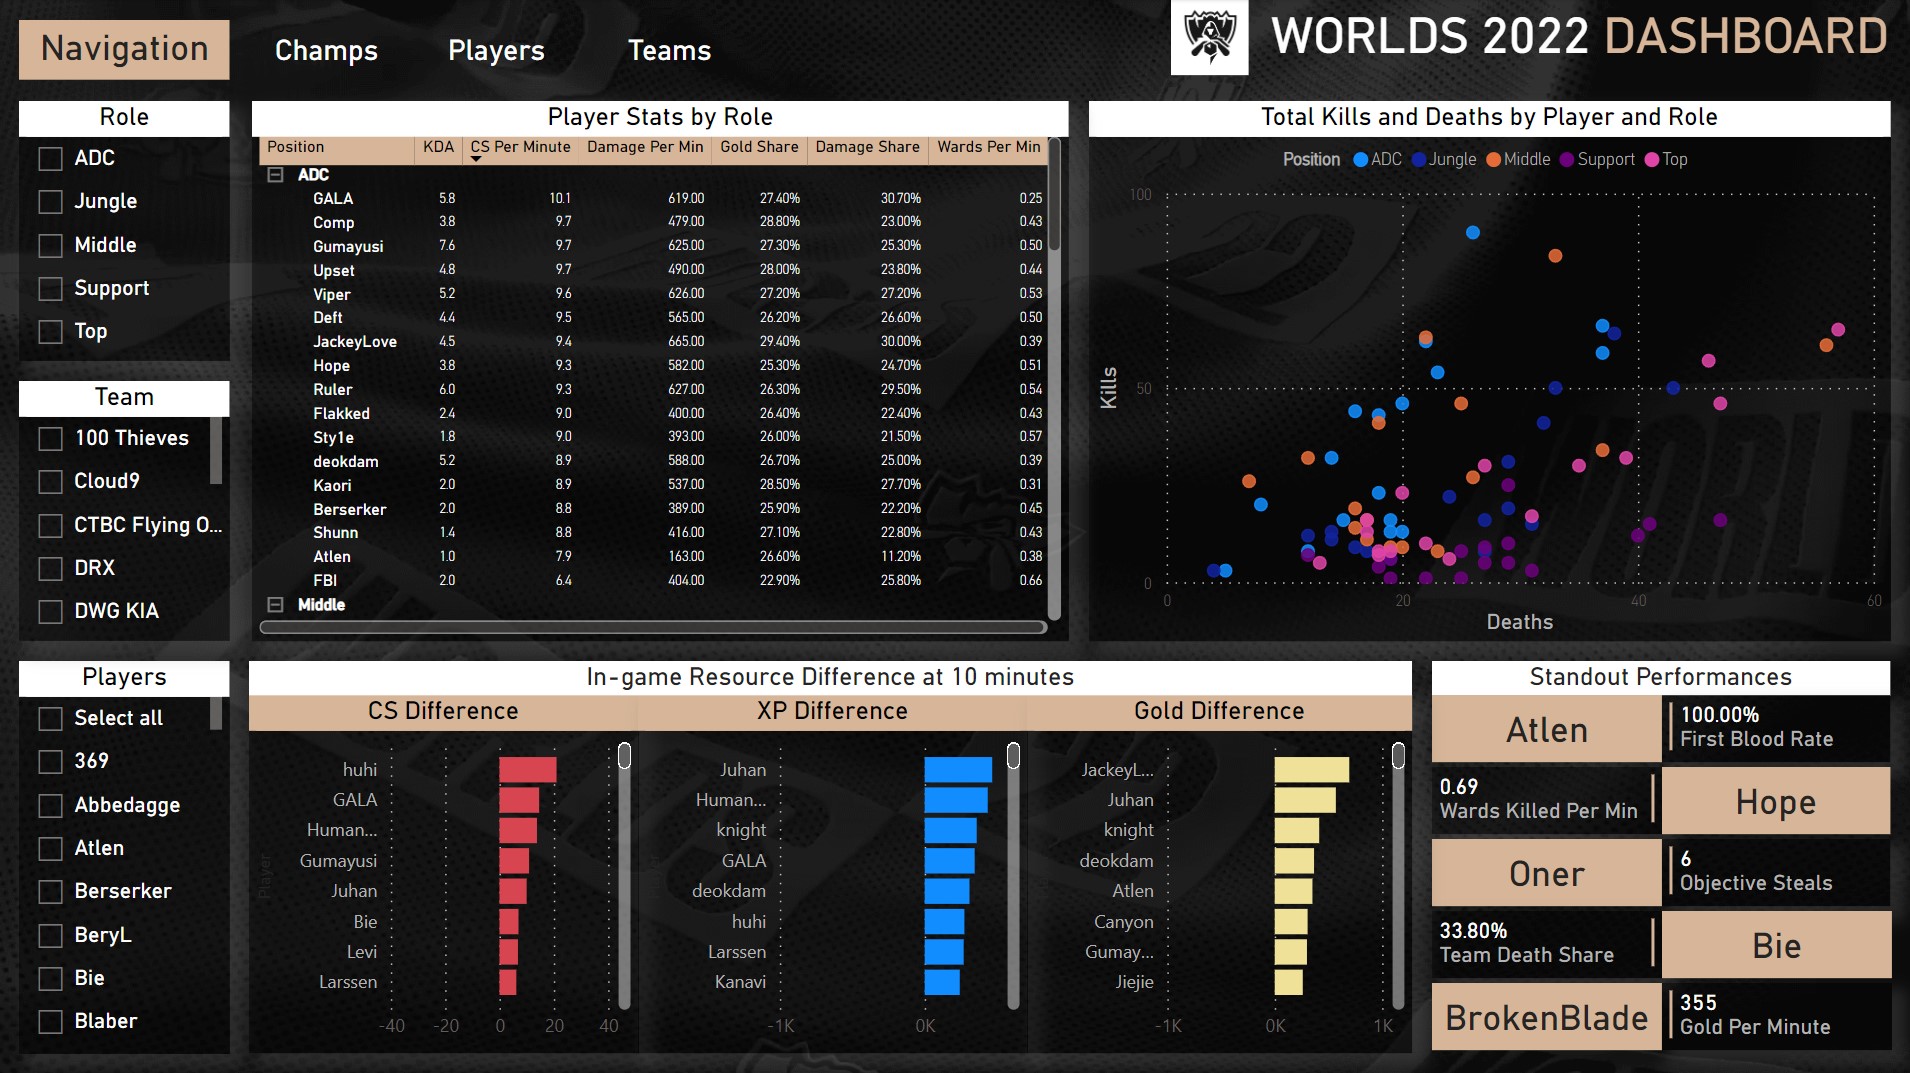 Navigation
Champs
Players
Teams
WORLDS 2022 DASHBOARD
Role
ADC
Jungle
Middle
Support
Top
Team
100 Thieves
Cloud9
CTBC Flying O...
DRX
DWG KIA
Players
Select all
369
Abbedagge
Atlen
Berserker
BeryL
Bie
Blaber
Player Stats by Role
Position KDA CS Per Minute Damage Per Min Gold Share Damage Share Wards Per Min
ADC
GALA 5.8 10.1 619.00 27.40% 30.70% 0.25
Comp 3.8 9.7 479.00 28.80% 23.00% 0.43
Gumayusi 7.6 9.7 625.00 27.30% 25.30% 0.50
Upset 4.8 9.7 490.00 28.00% 23.80% 0.44
Viper 5.2 9.6 626.00 27.20% 27.20% 0.53
Deft 4.4 9.5 565.00 26.20% 26.60% 0.50
JackeyLove 4.5 9.4 665.00 29.40% 30.00% 0.39
Hope 3.8 9.3 582.00 25.30% 24.70% 0.51
Ruler 6.0 9.3 627.00 26.30% 29.50% 0.54
Flakked 2.4 9.0 400.00 26.40% 22.40% 0.43
Sty1e 1.8 9.0 393.00 26.00% 21.50% 0.57
deokdam 5.2 8.9 588.00 26.70% 25.00% 0.39
Kaori 2.0 8.9 537.00 28.50% 27.70% 0.31
Berserker 2.0 8.8 389.00 25.90% 22.20% 0.45
Shunn 1.4 8.8 416.00 27.10% 22.80% 0.43
Atlen 1.0 7.9 163.00 26.60% 11.20% 0.38
FBI 2.0 6.4 404.00 22.90% 25.80% 0.66
Middle
Total Kills and Deaths by Player and Role
Position ADC Jungle Middle Support Top
Kills
100
50
0
0 20 40 60
Deaths
In-game Resource Difference at 10 minutes
CS Difference
Player
huhi
GALA
Human...
Gumayusi
Juhan
Bie
Levi
Larssen
-40 -20 0 20 40
XP Difference
Juhan
Human...
knight
GALA
deokdam
huhi
Larssen
Kanavi
-1K 0K
Gold Difference
JackeyL...
Juhan
knight
deokdam
Atlen
Canyon
Gumay...
Jiejie
-1K 0K 1K
Standout Performances
Atlen
100.00%
First Blood Rate
0.69
Wards Killed Per Min
Hope
Oner
6
Objective Steals
33.80%
Team Death Share
Bie
BrokenBlade
355
Gold Per Minute